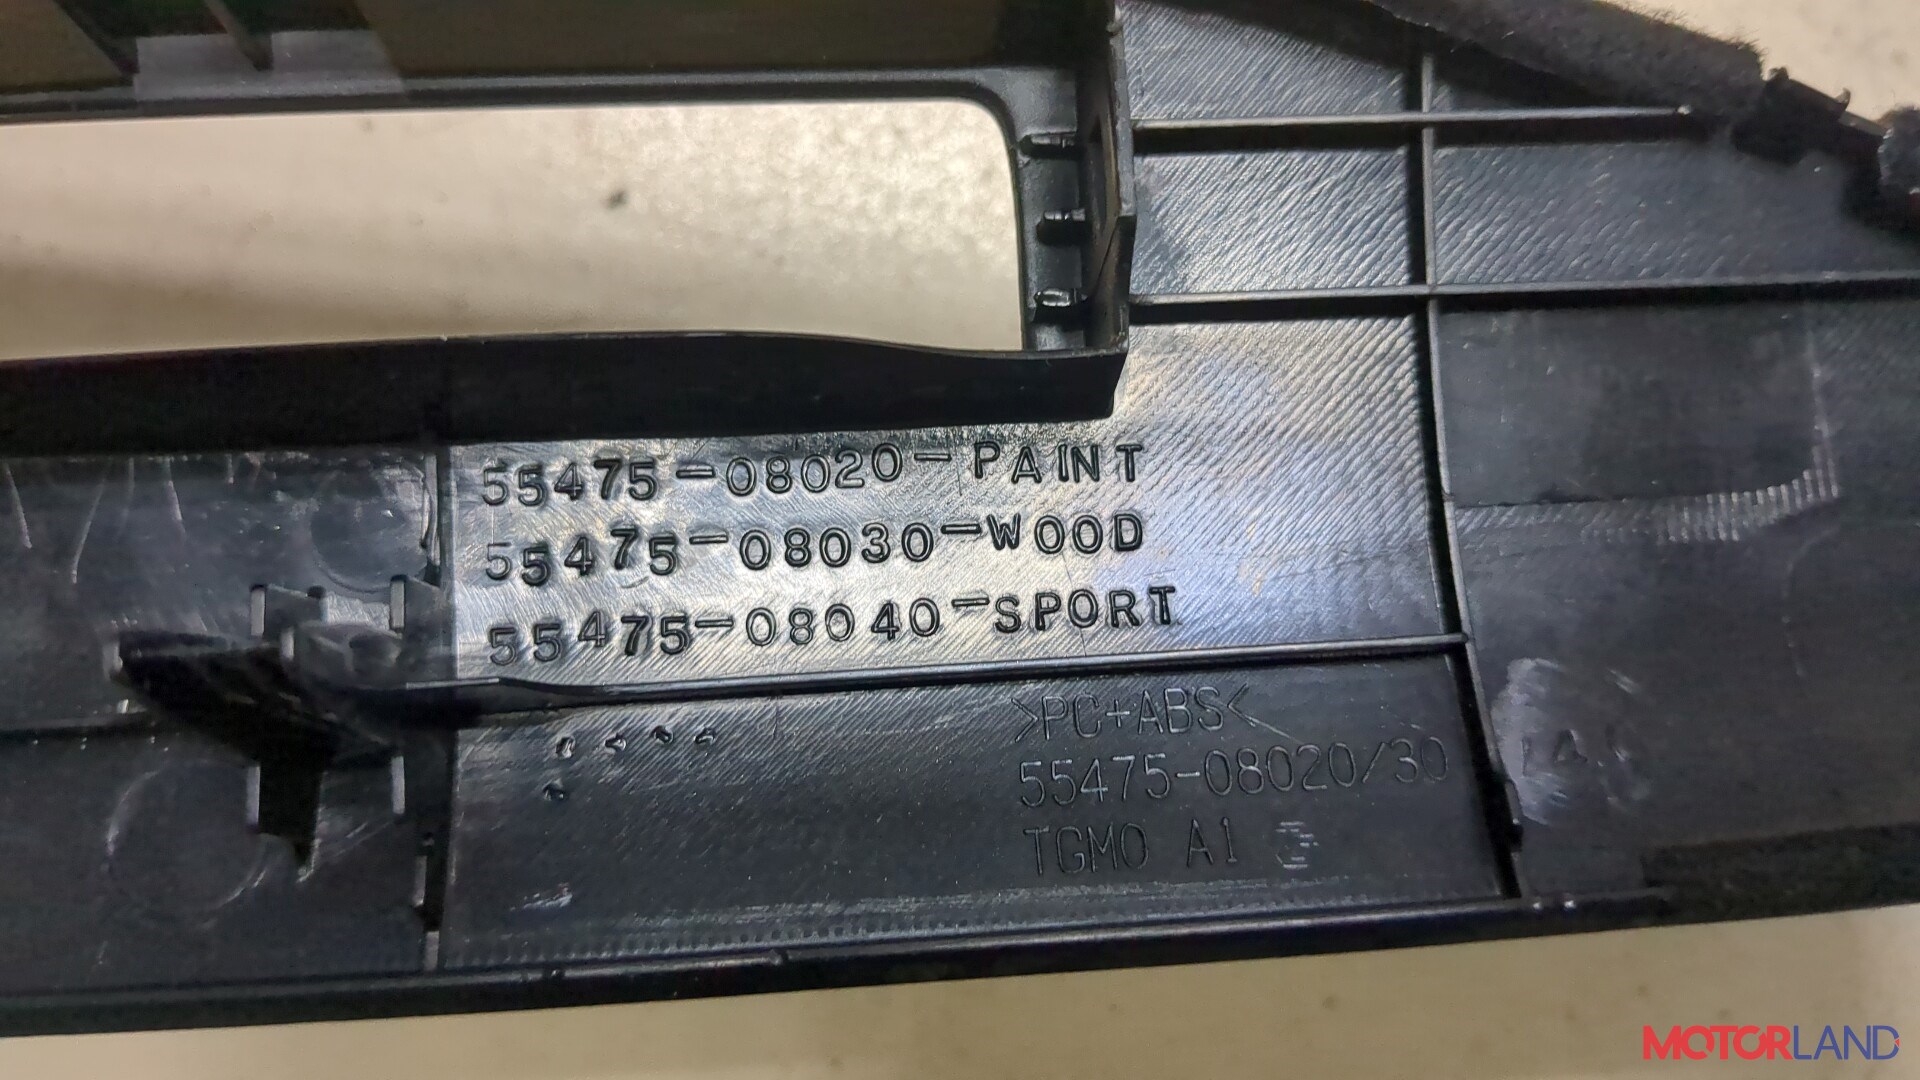 55475-08020-PAINT
55475-08030-WOOD
55475-08040-SPORT
>PC+ABS<
55475-08020/30
TGMO A1
MOTORLAND